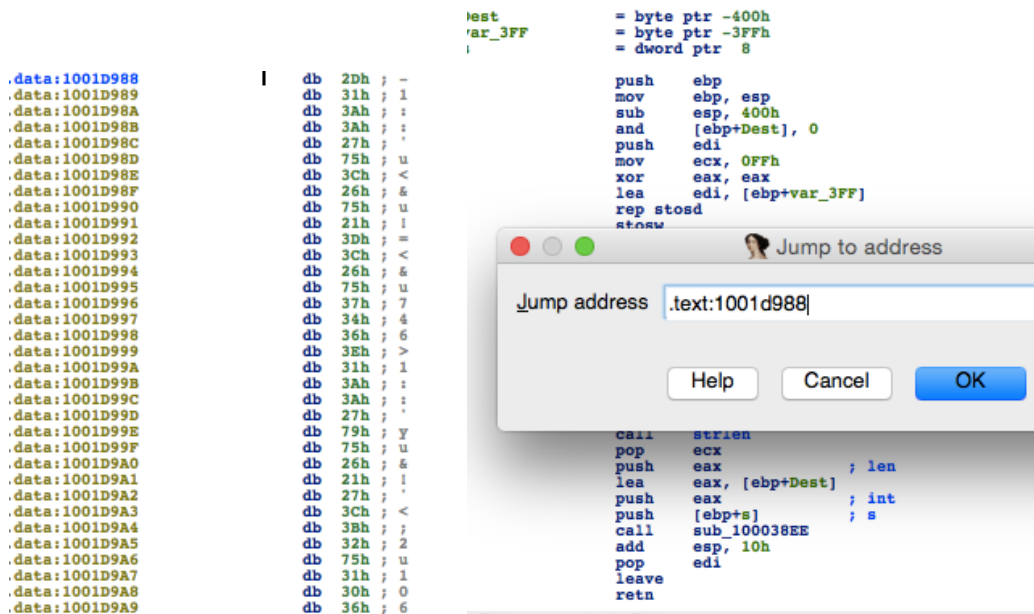 .data:1001D988 db 2Dh ; -
.data:1001D989 db 31h ; 1
.data:1001D98A db 3Ah ; :
.data:1001D98B db 3Ah ; :
.data:1001D98C db 27h ; '
.data:1001D98D db 75h ; u
.data:1001D98E db 3Ch ; <
.data:1001D98F db 26h ; &
.data:1001D990 db 75h ; u
.data:1001D991 db 21h ; !
.data:1001D992 db 3Dh ; =
.data:1001D993 db 3Ch ; <
.data:1001D994 db 26h ; &
.data:1001D995 db 75h ; u
.data:1001D996 db 37h ; 7
.data:1001D997 db 34h ; 4
.data:1001D998 db 36h ; 6
.data:1001D999 db 3Eh ; >
.data:1001D99A db 31h ; 1
.data:1001D99B db 3Ah ; :
.data:1001D99C db 3Ah ; :
.data:1001D99D db 27h ; '
.data:1001D99E db 79h ; y
.data:1001D99F db 75h ; u
.data:1001D9A0 db 26h ; &
.data:1001D9A1 db 21h ; !
.data:1001D9A2 db 27h ; '
.data:1001D9A3 db 3Ch ; <
.data:1001D9A4 db 3Bh ; ;
.data:1001D9A5 db 32h ; 2
.data:1001D9A6 db 75h ; u
.data:1001D9A7 db 31h ; 1
.data:1001D9A8 db 30h ; 0
.data:1001D9A9 db 36h ; 6
Dest = byte ptr -400h
var_3FF = byte ptr -3FFh
s = dword ptr 8
push ebp
mov ebp, esp
sub esp, 400h
and [ebp+Dest], 0
push edi
mov ecx, 0FFh
xor eax, eax
lea edi, [ebp+var_3FF]
rep stosd
stosw
Jump to address
Jump address .text:1001d988
Help Cancel OK
call strlen
pop ecx
push eax ; len
lea eax, [ebp+Dest]
push eax ; int
push [ebp+s] ; s
call sub_100038EE
add esp, 10h
pop edi
leave
retn